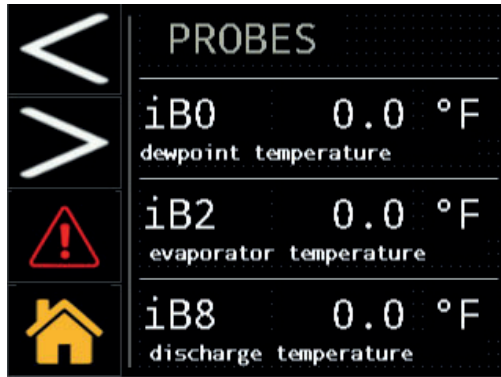 PROBES
iB0 0.0 °F
dewpoint temperature
iB2 0.0 °F
evaporator temperature
iB8 0.0 °F
discharge temperature